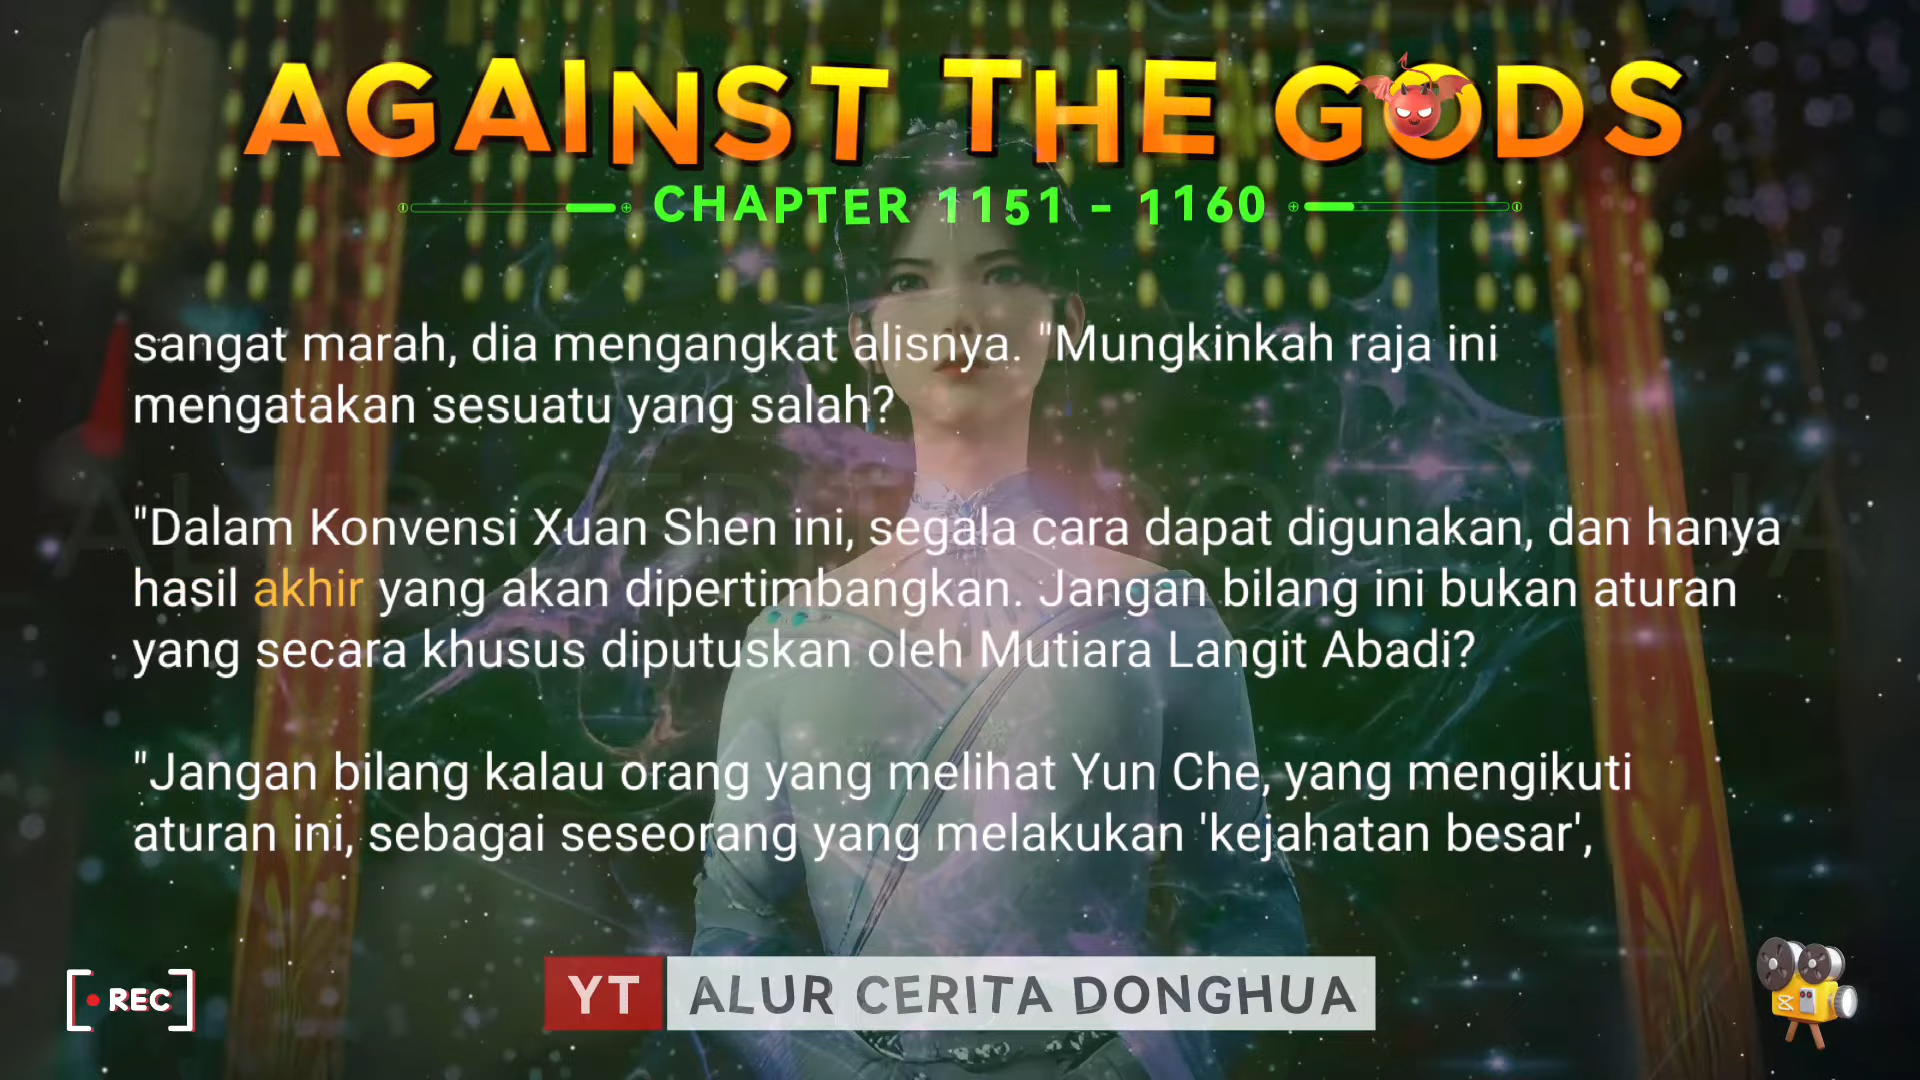 AGAINST THE GODS
CHAPTER 1151 - 1160
sangat marah, dia mengangkat alisnya. "Mungkinkah raja ini
mengatakan sesuatu yang salah?
"Dalam Konvensi Xuan Shen ini, segala cara dapat digunakan, dan hanya
hasil akhir yang akan dipertimbangkan. Jangan bilang ini bukan aturan
yang secara khusus diputuskan oleh Mutiara Langit Abadi?
"Jangan bilang kalau orang yang melihat Yun Che, yang mengikuti
aturan ini, sebagai seseorang yang melakukan 'kejahatan besar',
REC
YT ALUR CERITA DONGHUA